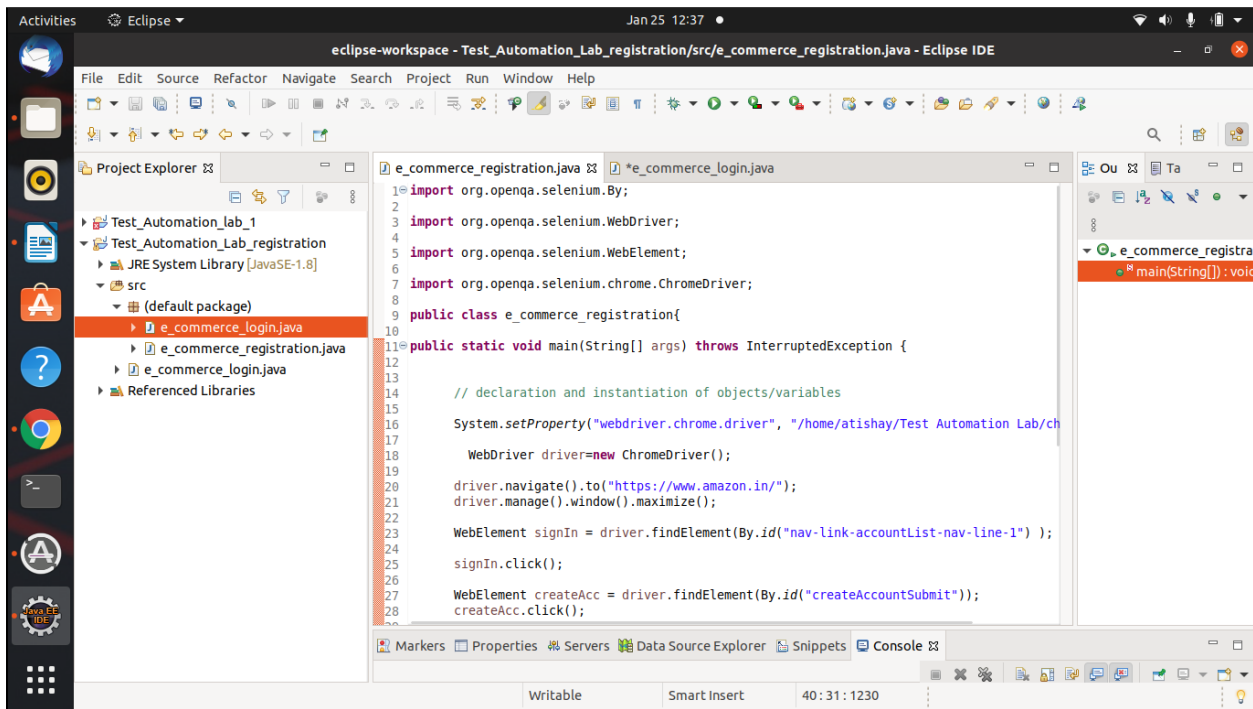 Activities Eclipse Jan 25 12:37
eclipse-workspace - Test_Automation_Lab_registration/src/e_commerce_registration.java - Eclipse IDE
File Edit Source Refactor Navigate Search Project Run Window Help
Project Explorer
Test_Automation_lab_1
Test_Automation_Lab_registration
JRE System Library [JavaSE-1.8]
src
(default package)
e_commerce_login.java
e_commerce_registration.java
e_commerce_login.java
Referenced Libraries
e_commerce_registration.java *e_commerce_login.java
1 import org.openqa.selenium.By;
2
3 import org.openqa.selenium.WebDriver;
4
5 import org.openqa.selenium.WebElement;
6
7 import org.openqa.selenium.chrome.ChromeDriver;
8
9 public class e_commerce_registration{
10
11 public static void main(String[] args) throws InterruptedException {
12
13
14 // declaration and instantiation of objects/variables
15
16 System.setProperty("webdriver.chrome.driver", "/home/atishay/Test Automation Lab/ch
17
18 WebDriver driver=new ChromeDriver();
19
20 driver.navigate().to("https://www.amazon.in/");
21 driver.manage().window().maximize();
22
23 WebElement signIn = driver.findElement(By.id("nav-link-accountList-nav-line-1") );
24
25 signIn.click();
26
27 WebElement createAcc = driver.findElement(By.id("createAccountSubmit"));
28 createAcc.click();
Ou Ta
e_commerce_registra
main(String[]) : void
Markers Properties Servers Data Source Explorer Snippets Console
Writable Smart Insert 40 : 31 : 1230
Java EE
IDE